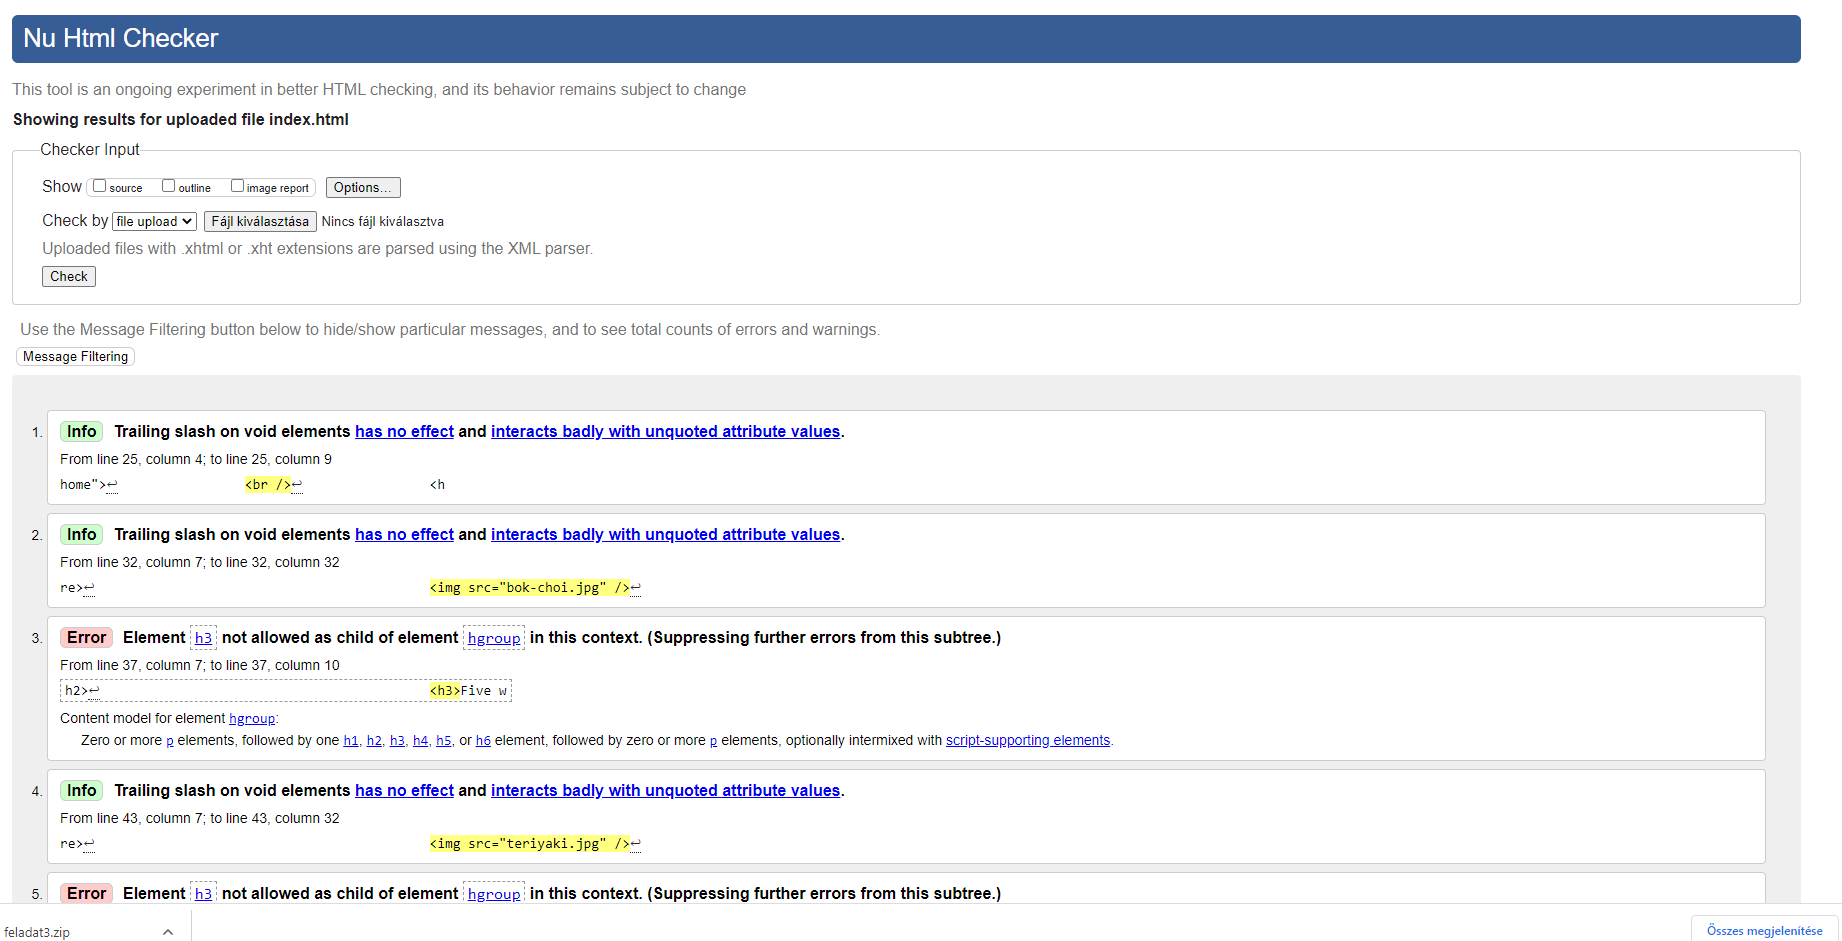 Nu Html Checker
This tool is an ongoing experiment in better HTML checking, and its behavior remains subject to change
Showing results for uploaded file index.html
Checker Input
Show source outline image report Options...
Check by file upload Fájl kiválasztása Nincs fájl kiválasztva
Uploaded files with .xhtml or .xht extensions are parsed using the XML parser.
Check
Use the Message Filtering button below to hide/show particular messages, and to see total counts of errors and warnings.
Message Filtering
1. Info Trailing slash on void elements has no effect and interacts badly with unquoted attribute values.
From line 25, column 4; to line 25, column 9
home">↩ <br />↩ <h
2. Info Trailing slash on void elements has no effect and interacts badly with unquoted attribute values.
From line 32, column 7; to line 32, column 32
re>↩ <img src="bok-choi.jpg" />↩
3. Error Element h3 not allowed as child of element hgroup in this context. (Suppressing further errors from this subtree.)
From line 37, column 7; to line 37, column 10
h2>↩ <h3>Five w
Content model for element hgroup:
Zero or more p elements, followed by one h1, h2, h3, h4, h5, or h6 element, followed by zero or more p elements, optionally intermixed with script-supporting elements.
4. Info Trailing slash on void elements has no effect and interacts badly with unquoted attribute values.
From line 43, column 7; to line 43, column 32
re>↩ <img src="teriyaki.jpg" />↩
5. Error Element h3 not allowed as child of element hgroup in this context. (Suppressing further errors from this subtree.)
feladat3.zip
Összes megjelenítése